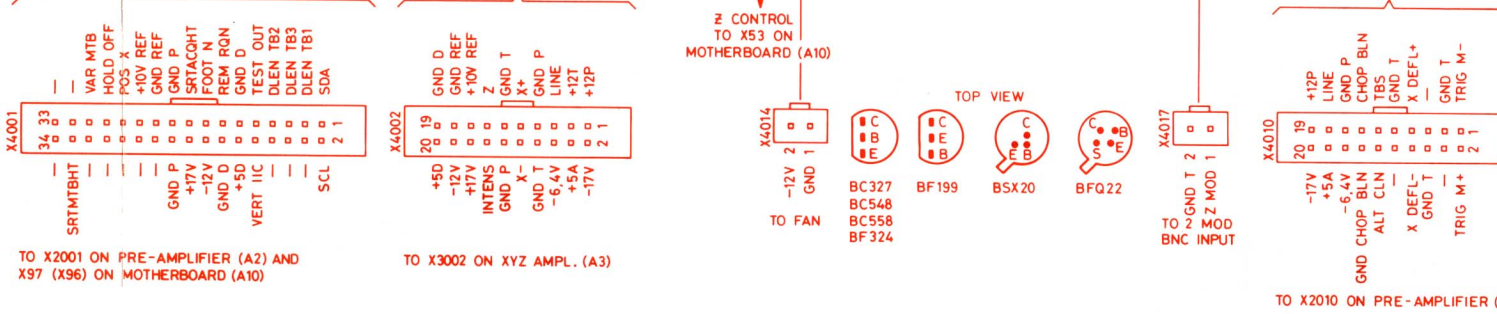 Z CONTROL
TO X53 ON
MOTHERBOARD (A10)
X4001
—
—
VAR MTB
HOLD OFF
POS X
+10V REF
GND REF
GND P
SRTACQHT
FOOT N
REM RQN
GND D
TEST OUT
DLEN TB2
DLEN TB3
DLEN TB1
SDA
34 33
2 1
—
SRTMTBHT
—
—
—
—
GND P
+17V
-12V
GND D
+5D
VERT IIC
—
—
—
SCL
TO X2001 ON PRE-AMPLIFIER (A2) AND
X97 (X96) ON MOTHERBOARD (A10)
X4002
GND D
GND REF
+10V REF
Z
GND T
X+
GND P
LINE
+12T
+12P
20 19
2 1
+5D
-12V
+17V
INTENS
GND P
X-
GND T
-6,4V
+5A
-17V
TO X3002 ON XYZ AMPL. (A3)
X4014
-12V 2
GND 1
TO FAN
TOP VIEW
C
B
E
BC327
BC548
BC558
BF324
C
E
B
BF199
C
E B
BSX20
C B
S E
BFQ22
X4017
GND T 2
Z MOD 1
TO 2 MOD
BNC INPUT
X4010
+12P
LINE
GND P
CHOP BLN
TBS
GND T
X DEFL+
—
GND T
TRIG M-
20 19
2 1
-17V
+5A
-6,4V
GND CHOP BLN
ALT CLN
—
X DEFL-
GND T
—
TRIG M+
TO X2010 ON PRE-AMPLIFIER (